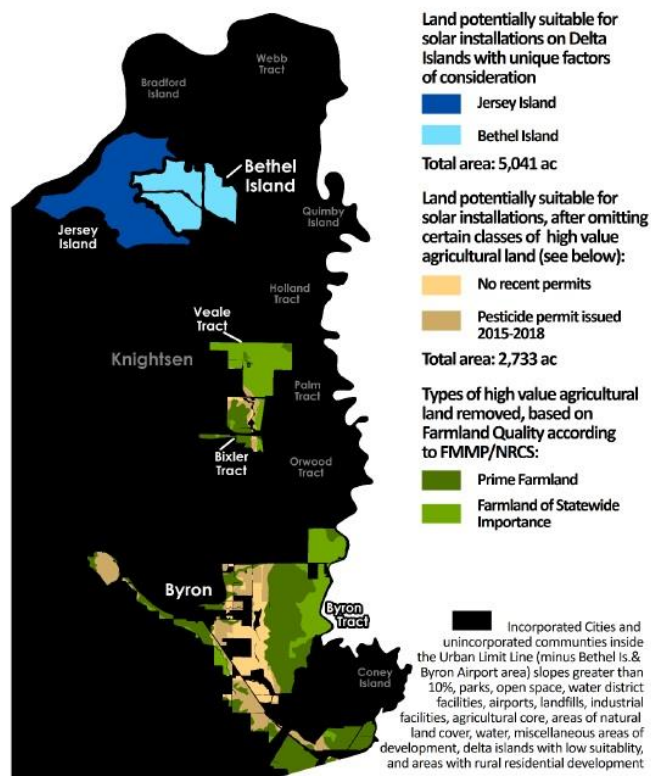 Land potentially suitable for
solar installations on Delta
Islands with unique factors
of consideration
Jersey Island
Bethel Island
Total area: 5,041 ac
Land potentially suitable for
solar installations, after omitting
certain classes of high value
agricultural land (see below):
No recent permits
Pesticide permit issued
2015-2018
Total area: 2,733 ac
Types of high value agricultural
land removed, based on
Farmland Quality according
to FMMP/NRCS:
Prime Farmland
Farmland of Statewide
Importance
Incorporated Cities and
unincorporated communties inside
the Urban Limit Line (minus Bethel Is.&
Byron Airport area) slopes greater than
10%, parks, open space, water district
facilities, airports, landfills, industrial
facilities, agricultural core, areas of natural
land cover, water, miscellaneous areas of
development, delta islands with low suitablity,
and areas with rural residential development
Webb
Tract
Bradford
Island
Bethel
Island
Jersey
Island
Quimby
Island
Holland
Tract
Veale
Tract
Knightsen
Palm
Tract
Bixler
Tract
Orwood
Tract
Byron
Byron
Tract
Coney
Island